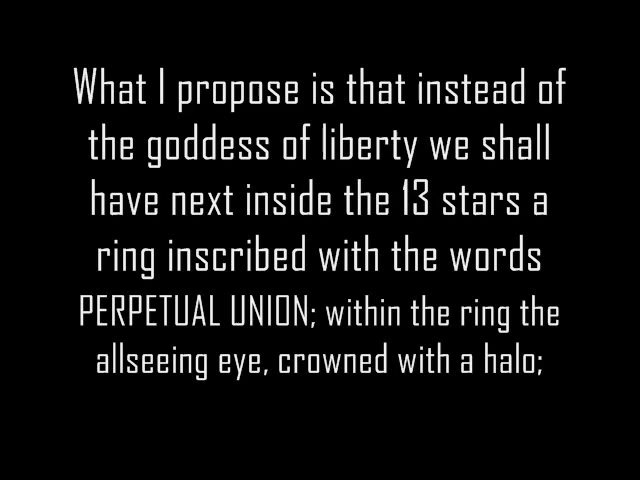 What I propose is that instead of
the goddess of liberty we shall
have next inside the 13 stars a
ring inscribed with the words
PERPETUAL UNION; within the ring the
allseeing eye, crowned with a halo;